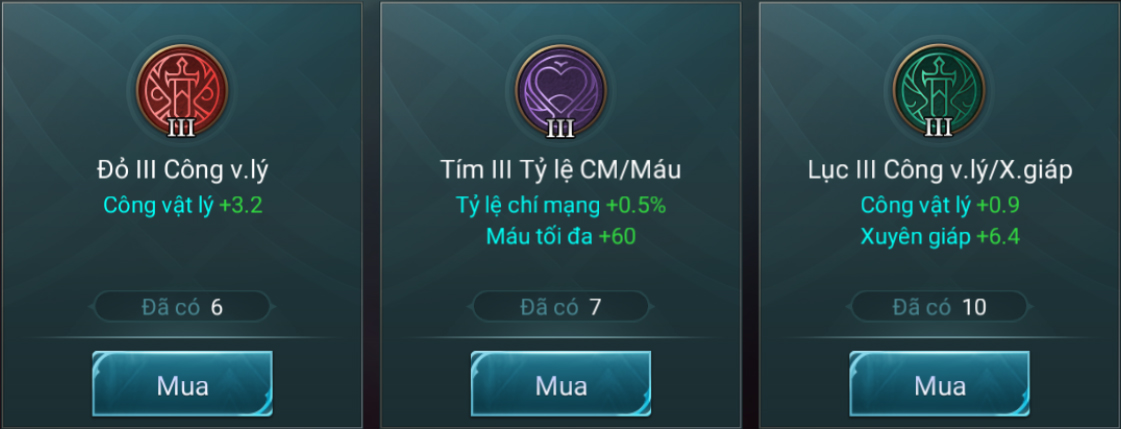 III
Đỏ III Công v.lý
Công vật lý +3.2
Đã có 6
Mua
III
Tím III Tỷ lệ CM/Máu
Tỷ lệ chí mạng +0.5%
Máu tối đa +60
Đã có 7
Mua
III
Lục III Công v.lý/X.giáp
Công vật lý +0.9
Xuyên giáp +6.4
Đã có 10
Mua